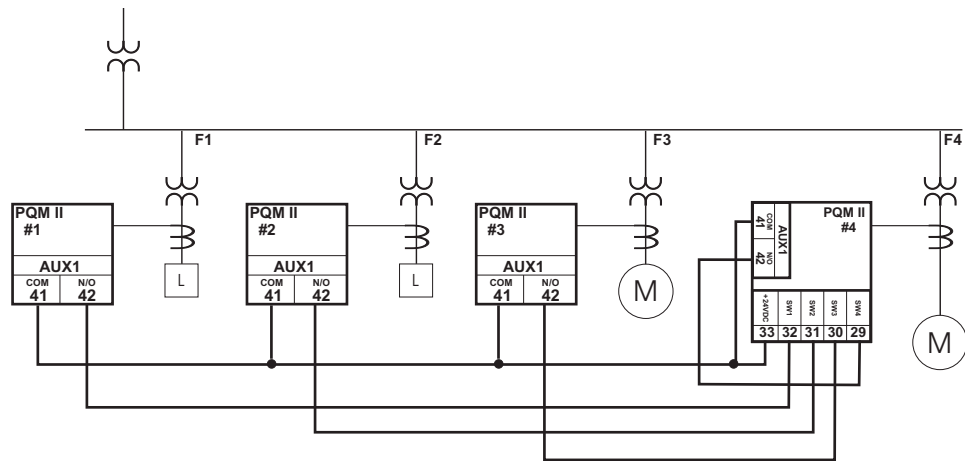 F1
F2
F3
F4
PQM II
#1
AUX1
COM N/O
41 42
L
PQM II
#2
AUX1
COM N/O
41 42
L
PQM II
#3
AUX1
COM N/O
41 42
M
PQM II
#4
AUX1
COM N/O
41 42
+24VDC SW1 SW2 SW3 SW4
33 32 31 30 29
M